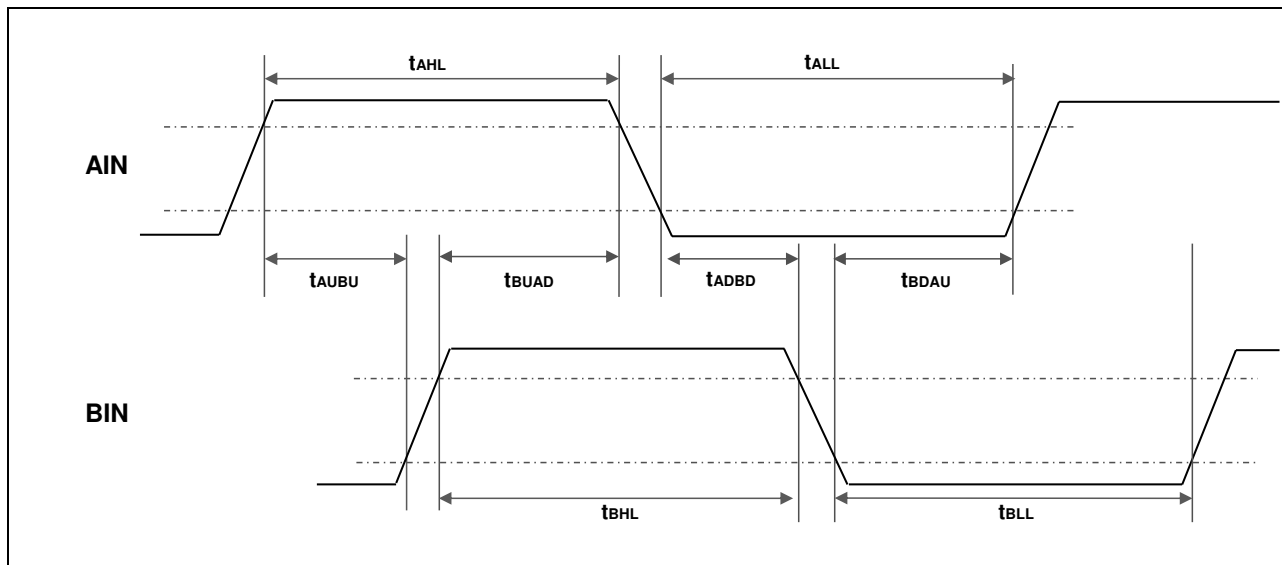 tAHL tALL
AIN
tAUBU tBUAD tADBD tBDAU
BIN
tBHL tBLL